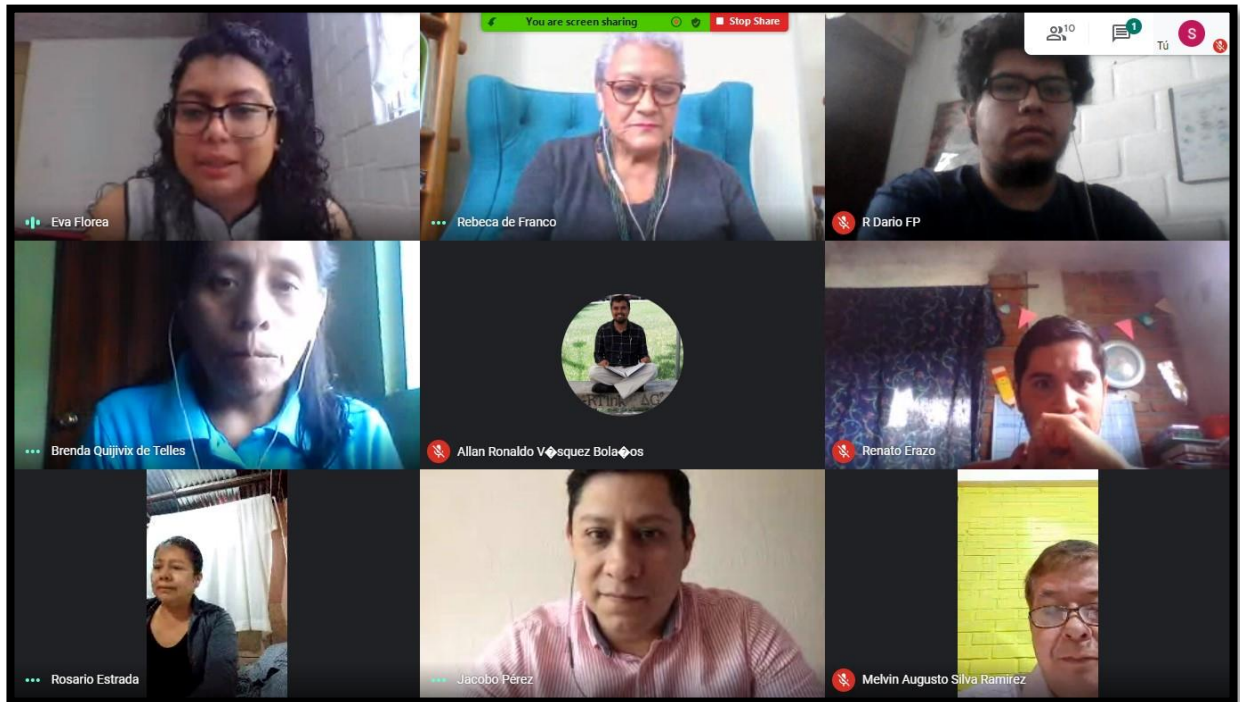 You are screen sharing
Stop Share
10
1
Tú
S
Eva Florea
Rebeca de Franco
R Dario FP
Brenda Quijivix de Telles
Allan Ronaldo V�squez Bola�os
Renato Erazo
Rosario Estrada
Jacobo Pérez
Melvin Augusto Silva Ramirez